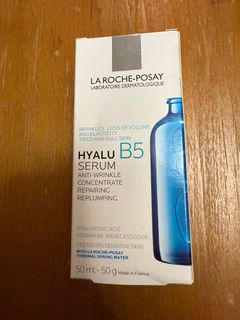 LA ROCHE-POSAY
LABORATOIRE DERMATOLOGIQUE
WRINKLES, LOSS OF VOLUME
AND ELASTICITY,
TIRED AND DULL SKIN
HYALU B5
SERUM
ANTI-WRINKLE
CONCENTRATE
REPAIRING
REPLUMPING
HYALURONIC ACID
VITAMIN B5. MADECASSOSIDE
TESTED ON SENSITIVE SKIN
WITH LA ROCHE-POSAY
THERMAL SPRING WATER
50 ml - 50 g Made in France